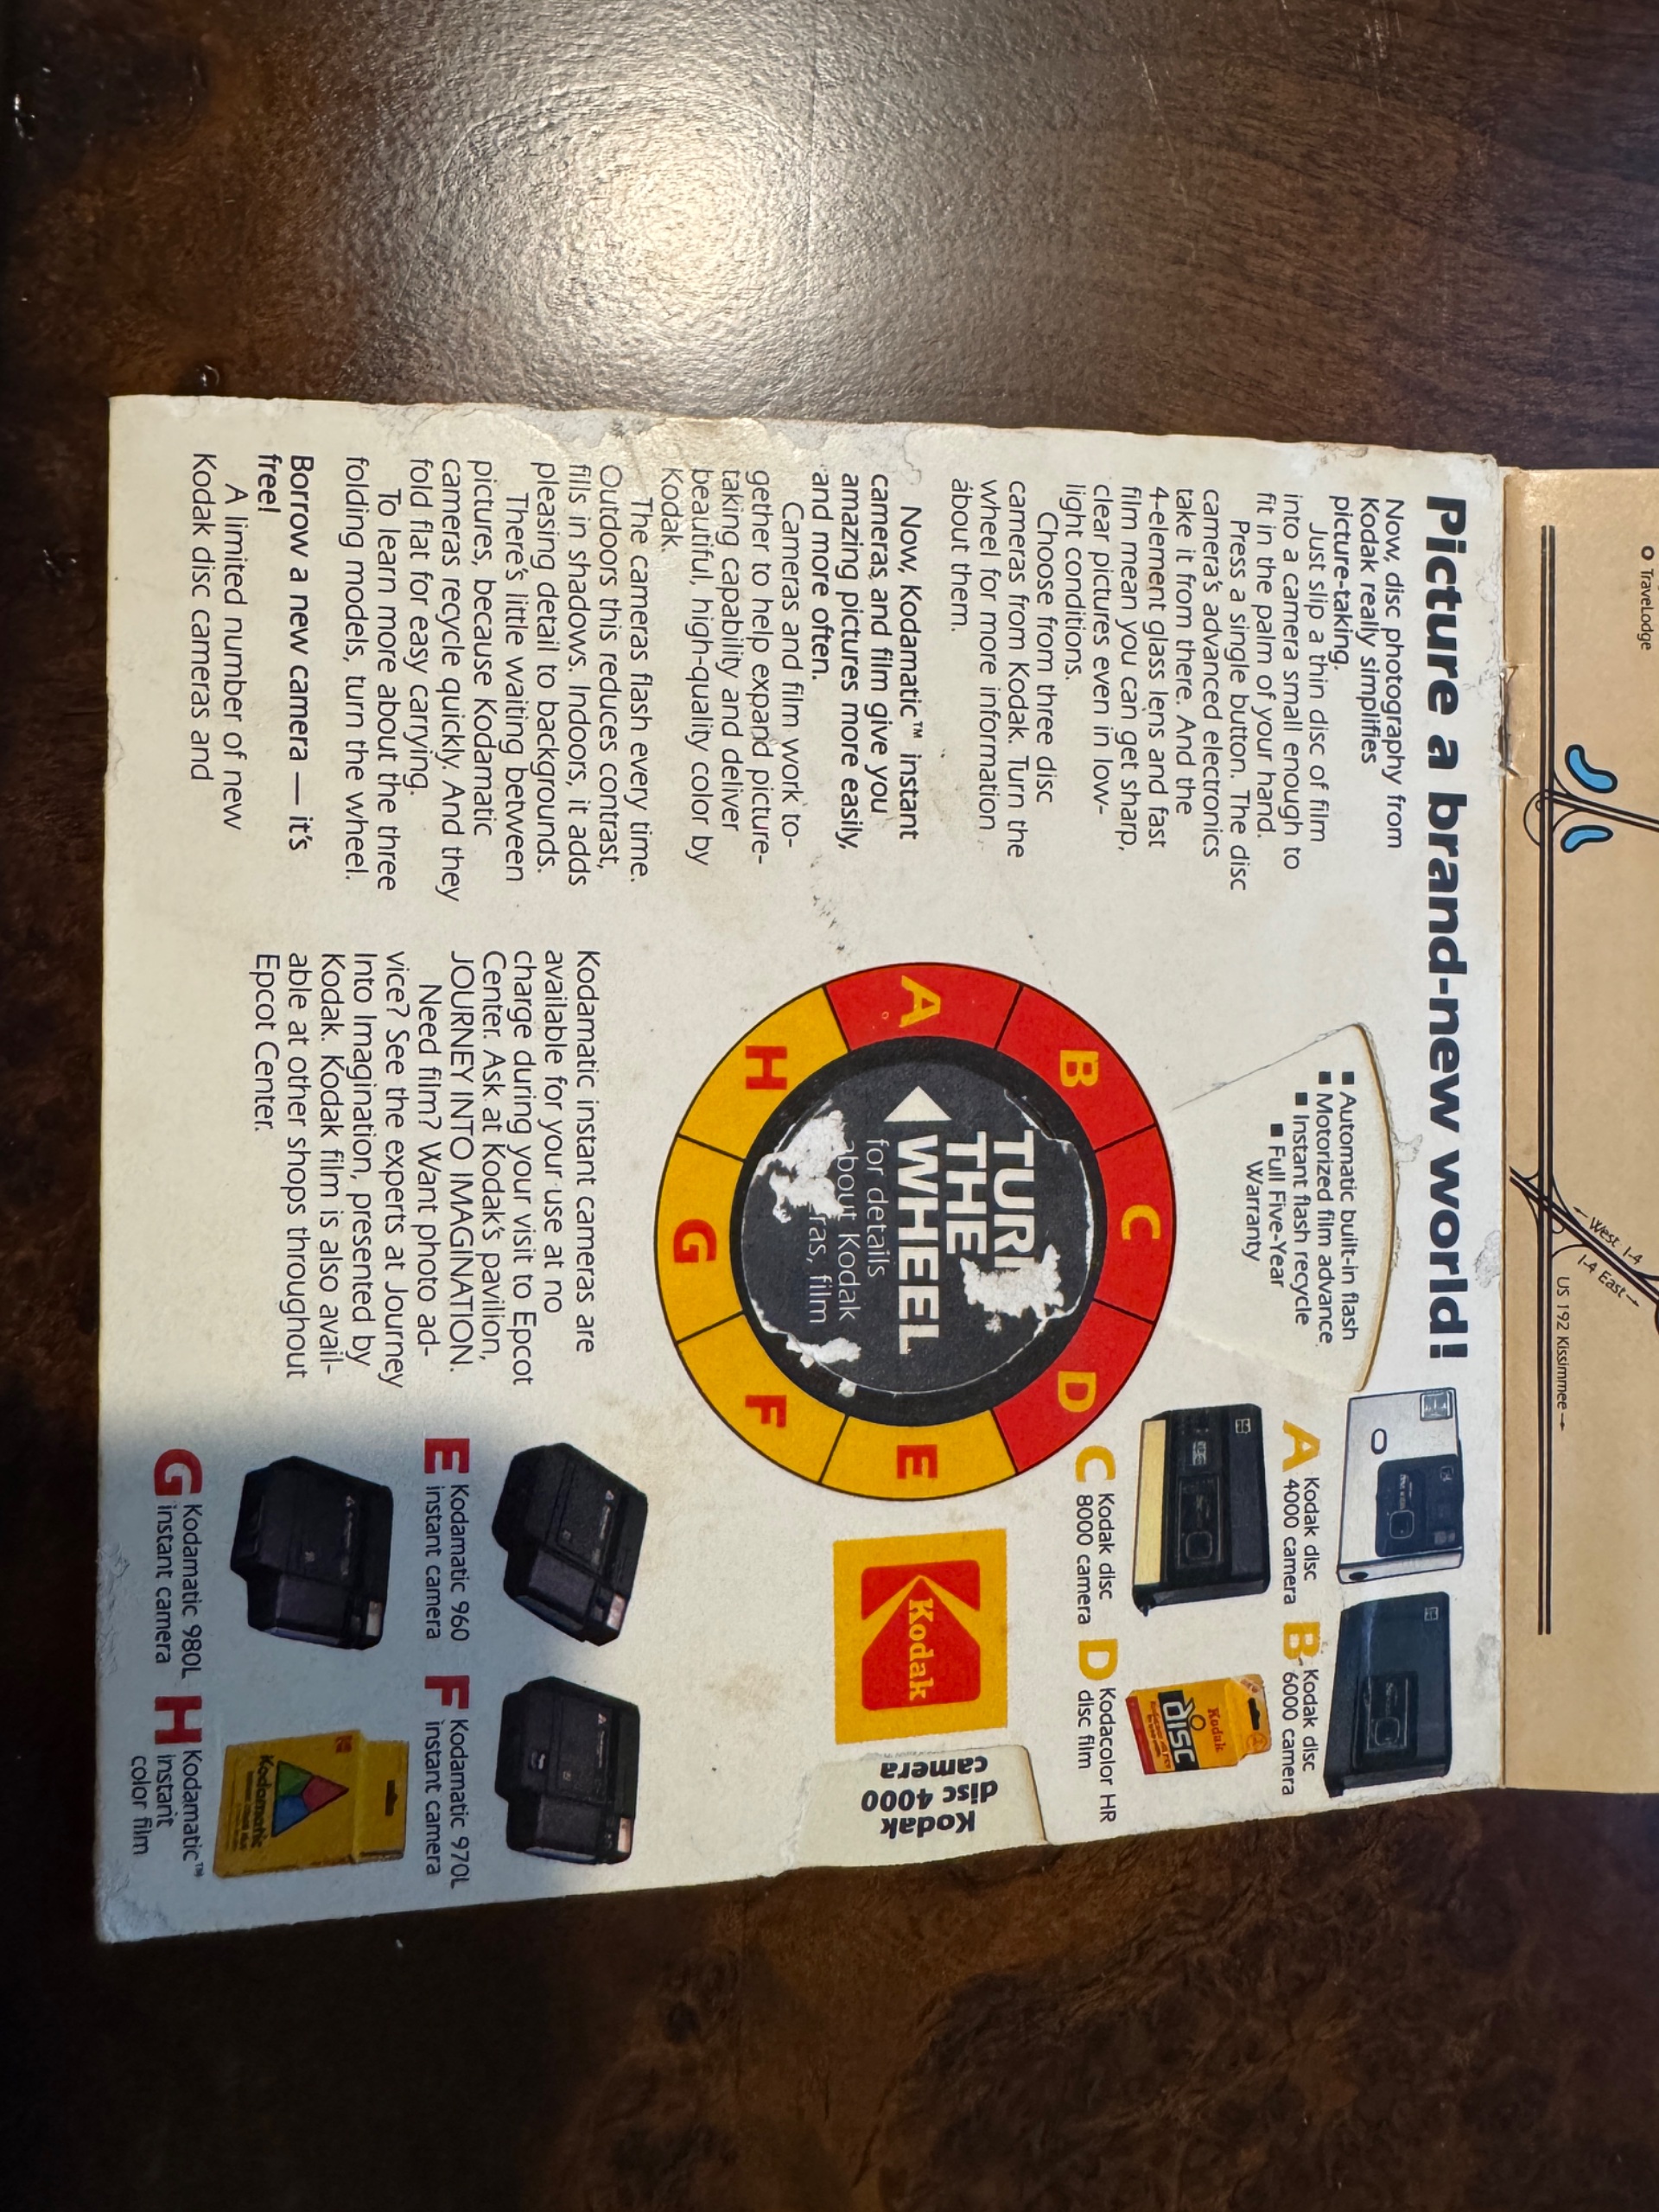 Picture a brand-new world!
Now, disc photography from
Kodak really simplifies
picture-taking.
Just slip a thin disc of film
into a camera small enough to
fit in the palm of your hand.
Press a single button. The disc
camera's advanced electronics
take it from there. And the
4-element glass lens and fast
film mean you can get sharp,
clear pictures even in low-
light conditions.
Choose from three disc
cameras from Kodak. Turn the
wheel for more information
about them.
Now, Kodamatic™ instant
cameras and film give you
amazing pictures more easily,
and more often.
Cameras and film work to-
gether to help expand picture-
taking capability and deliver
beautiful, high-quality color by
Kodak.
The cameras flash every time.
Outdoors this reduces contrast,
fills in shadows. Indoors, it adds
pleasing detail to backgrounds.
There's little waiting between
pictures, because Kodamatic
cameras recycle quickly. And they
fold flat for easy carrying.
To learn more about the three
folding models, turn the wheel.
Borrow a new camera — it's
free!
A limited number of new
Kodak disc cameras and
■ Automatic built-in flash
■ Motorized film advance
■ Instant flash recycle
■ Full Five-Year
Warranty
A
B
C
D
E
F
G
H
THE
WHEEL
for details
about Kodak
film
Kodamatic instant cameras are
available for your use at no
charge during your visit to Epcot
Center. Ask at Kodak's pavilion,
JOURNEY INTO IMAGINATION.
Need film? Want photo ad-
vice? See the experts at Journey
Into Imagination, presented by
Kodak. Kodak film is also avail-
able at other shops throughout
Epcot Center.
A Kodak disc
4000 camera
B Kodak disc
6000 camera
C Kodak disc
8000 camera
D Kodacolor HR
disc film
Kodak
disc
Kodak
Kodak
disc 4000
camera
E Kodamatic 960
instant camera
F Kodamatic 970L
instant camera
G Kodamatic 980L
instant camera
H Kodamatic™
instant
color film
Kodamatic
TraveLodge
← West I-4
I-4 East →
US 192 Kissimmee →